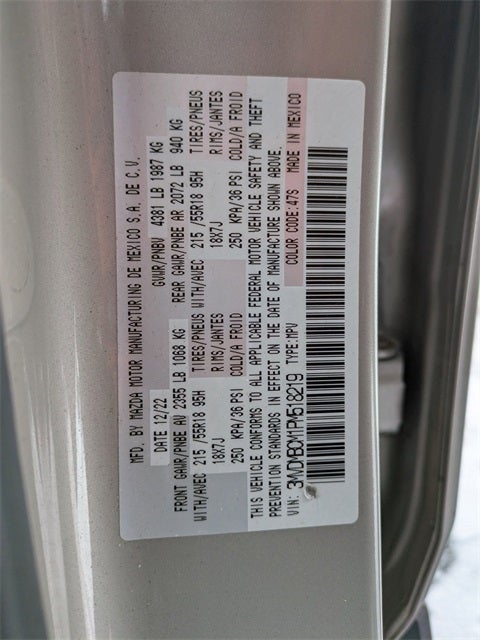 MFD. BY MAZDA MOTOR MANUFACTURING DE MEXICO S.A. DE C.V.
DATE 12/22 GVWR/PNBV 4381 LB 1987 KG
FRONT GAWR/PNBE AV 2355 LB 1068 KG REAR GAWR/PNBE AR 2072 LB 940 KG
WITH/AVEC 215 /55R18 95H TIRES/PNEUS WITH/AVEC 215 /55R18 95H TIRES/PNEUS
18X7J RIMS/JANTES 18X7J RIMS/JANTES
250 KPA/36 PSI COLD/A FROID 250 KPA/36 PSI COLD/A FROID
THIS VEHICLE CONFORMS TO ALL APPLICABLE FEDERAL MOTOR VEHICLE SAFETY AND THEFT
PREVENTION STANDARDS IN EFFECT ON THE DATE OF MANUFACTURE SHOWN ABOVE.
VIN: 3MVDMBCM1PM518219 TYPE:MPV COLOR CODE:47S MADE IN MEXICO